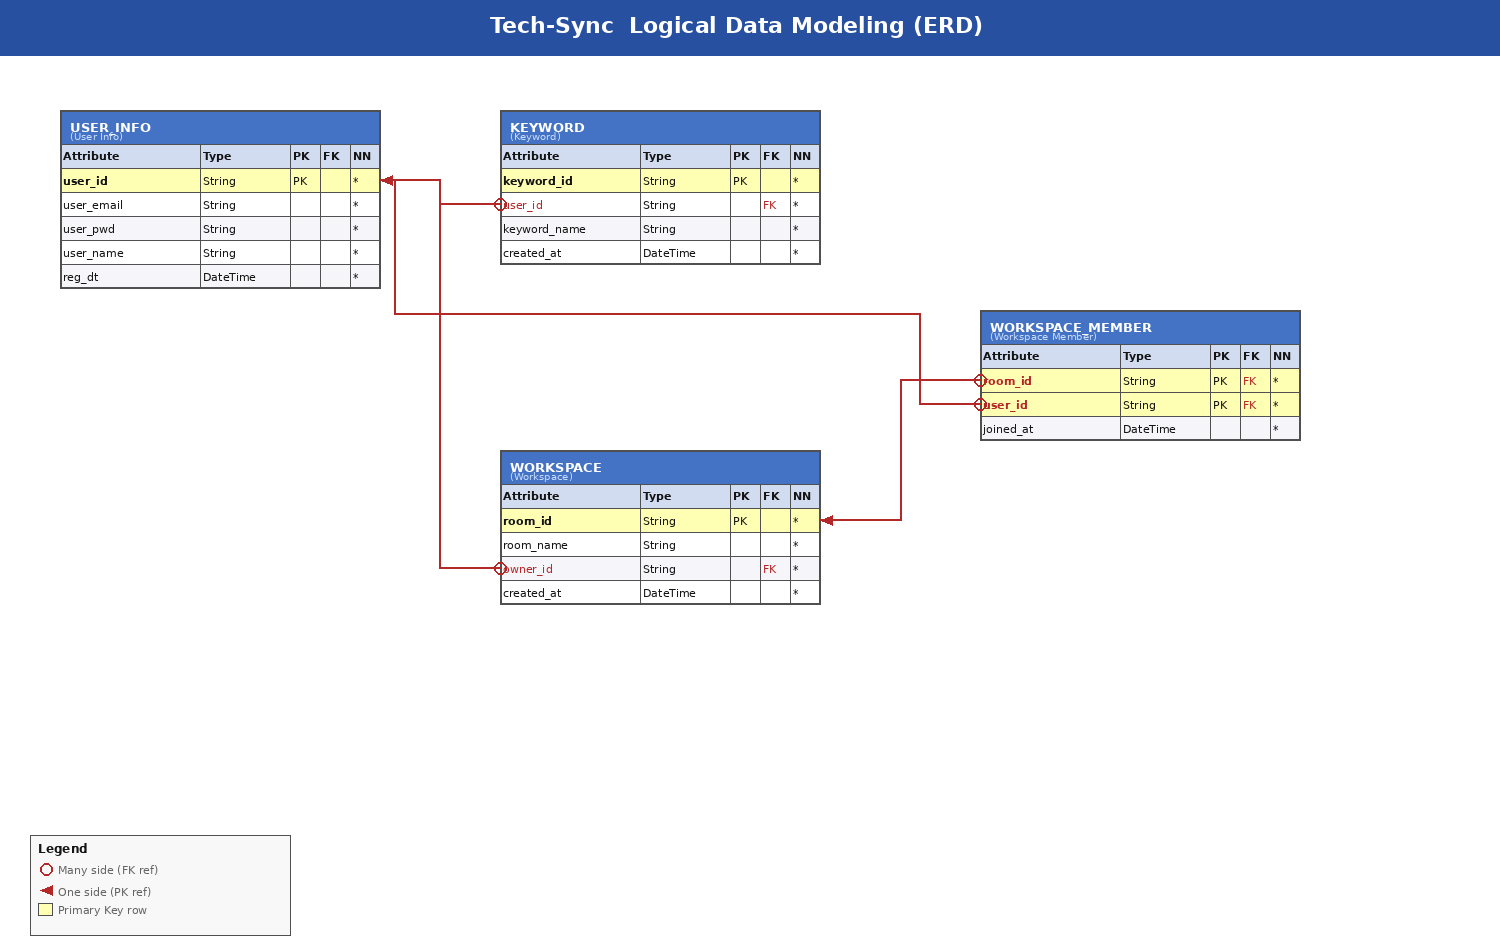 Tech-Sync  Logical Data Modeling (ERD)
USER_INFO
(User Info)
Attribute Type PK FK NN
user_id String PK *
user_email String *
user_pwd String *
user_name String *
reg_dt DateTime *
KEYWORD
(Keyword)
Attribute Type PK FK NN
keyword_id String PK *
user_id String FK *
keyword_name String *
created_at DateTime *
WORKSPACE_MEMBER
(Workspace Member)
Attribute Type PK FK NN
room_id String PK FK *
user_id String PK FK *
joined_at DateTime *
WORKSPACE
(Workspace)
Attribute Type PK FK NN
room_id String PK *
room_name String *
owner_id String FK *
created_at DateTime *
Legend
Many side (FK ref)
One side (PK ref)
Primary Key row